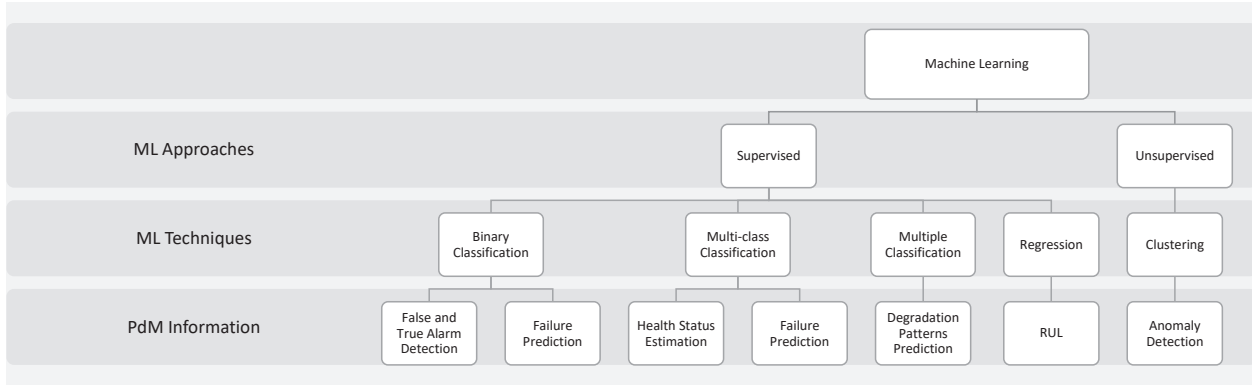 Machine Learning
ML Approaches
Supervised
Unsupervised
ML Techniques
Binary
Classification
Multi-class
Classification
Multiple
Classification
Regression
Clustering
PdM Information
False and
True Alarm
Detection
Failure
Prediction
Health Status
Estimation
Failure
Prediction
Degradation
Patterns
Prediction
RUL
Anomaly
Detection